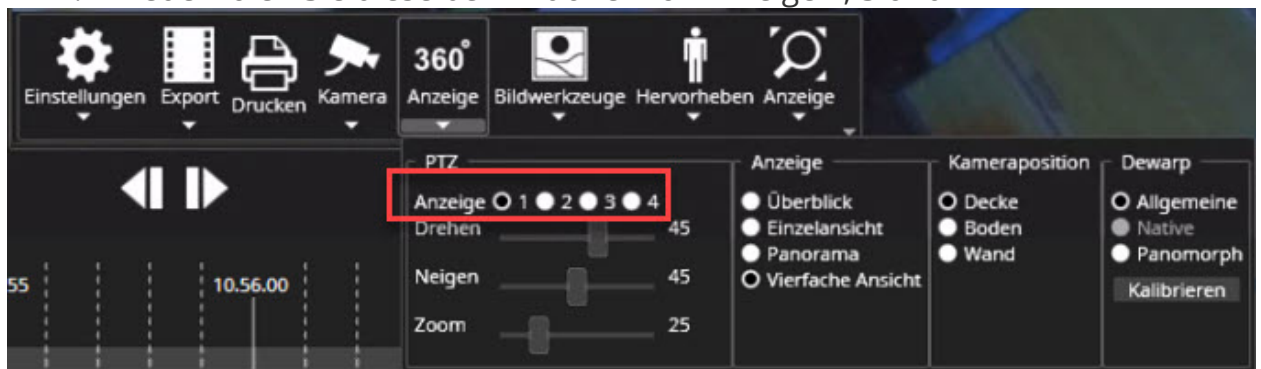 360°
Einstellungen Export Drucken Kamera Anzeige Bildwerkzeuge Hervorheben Anzeige
PTZ
Anzeige 1 2 3 4
Drehen 45
Neigen 45
Zoom 25
Anzeige
Überblick
Einzelansicht
Panorama
Vierfache Ansicht
Kameraposition
Decke
Boden
Wand
Dewarp
Allgemeine
Native
Panomorph
Kalibrieren
55 10.56.00